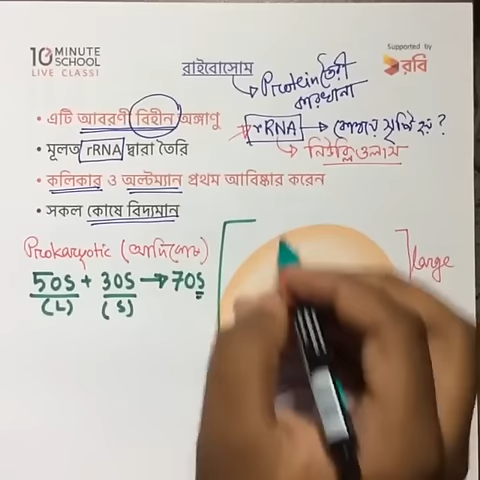 10 MINUTE SCHOOL
LIVE CLASS!
Supported by
রবি
রাইবোসোম
Protein তৈরী
কারখানা
• এটি আবরণী বিহীন অঙ্গাণু
• মূলত rRNA দ্বারা তৈরি
rRNA → কোথায় সৃষ্টি হয় ?
→ নিউক্লিওলাস
• কলিকার ও অল্টম্যান প্রথম আবিষ্কার করেন
• সকল কোষে বিদ্যমান
Prokaryotic (আদিকোষ)
50S + 30S → 70S
(L) (S)
large